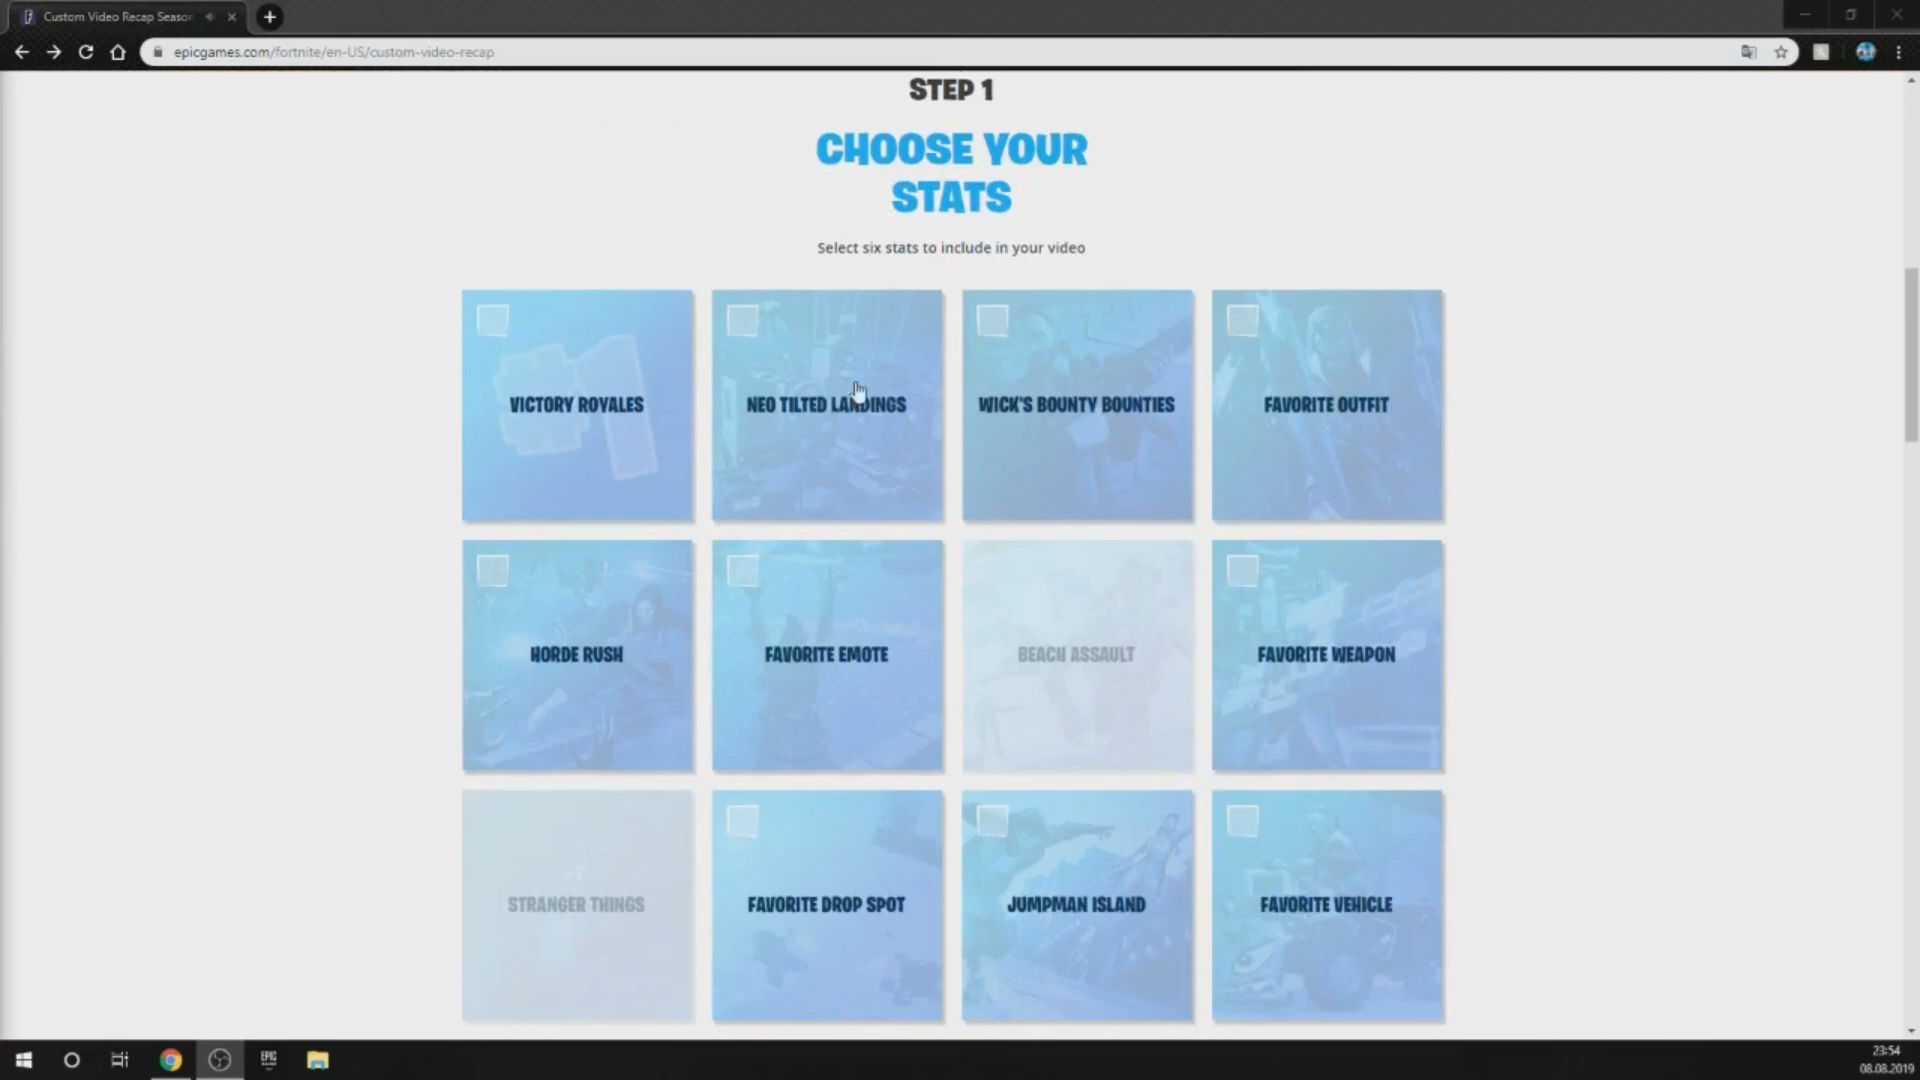 Custom Video Recap Season
epicgames.com/fortnite/en-US/custom-video-recap
STEP 1
CHOOSE YOUR
STATS
Select six stats to include in your video
VICTORY ROYALES
NEO TILTED LANDINGS
WICK'S BOUNTY BOUNTIES
FAVORITE OUTFIT
HORDE RUSH
FAVORITE EMOTE
BEACH ASSAULT
FAVORITE WEAPON
STRANGER THINGS
FAVORITE DROP SPOT
JUMPMAN ISLAND
FAVORITE VEHICLE
EPIC
23:54
08.08.2019